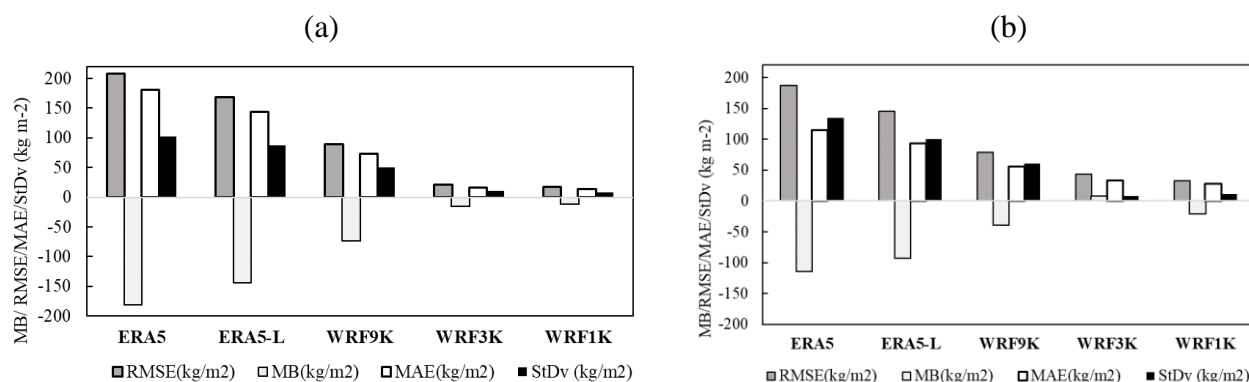 (a)
MB/ RMSE/MAE/StDv (kg m-2)
200
150
100
50
0
-50
-100
-150
-200
ERA5 ERA5-L WRF9K WRF3K WRF1K
RMSE(kg/m2) MB(kg/m2) MAE(kg/m2) StDv (kg/m2)
(b)
MB/RMSE/MAE/StDv (kg m-2)
200
150
100
50
0
-50
-100
-150
-200
ERA5 ERA5-L WRF9K WRF3K WRF1K
RMSE(kg/m2) MB(kg/m2) MAE(kg/m2) StDv (kg/m2)